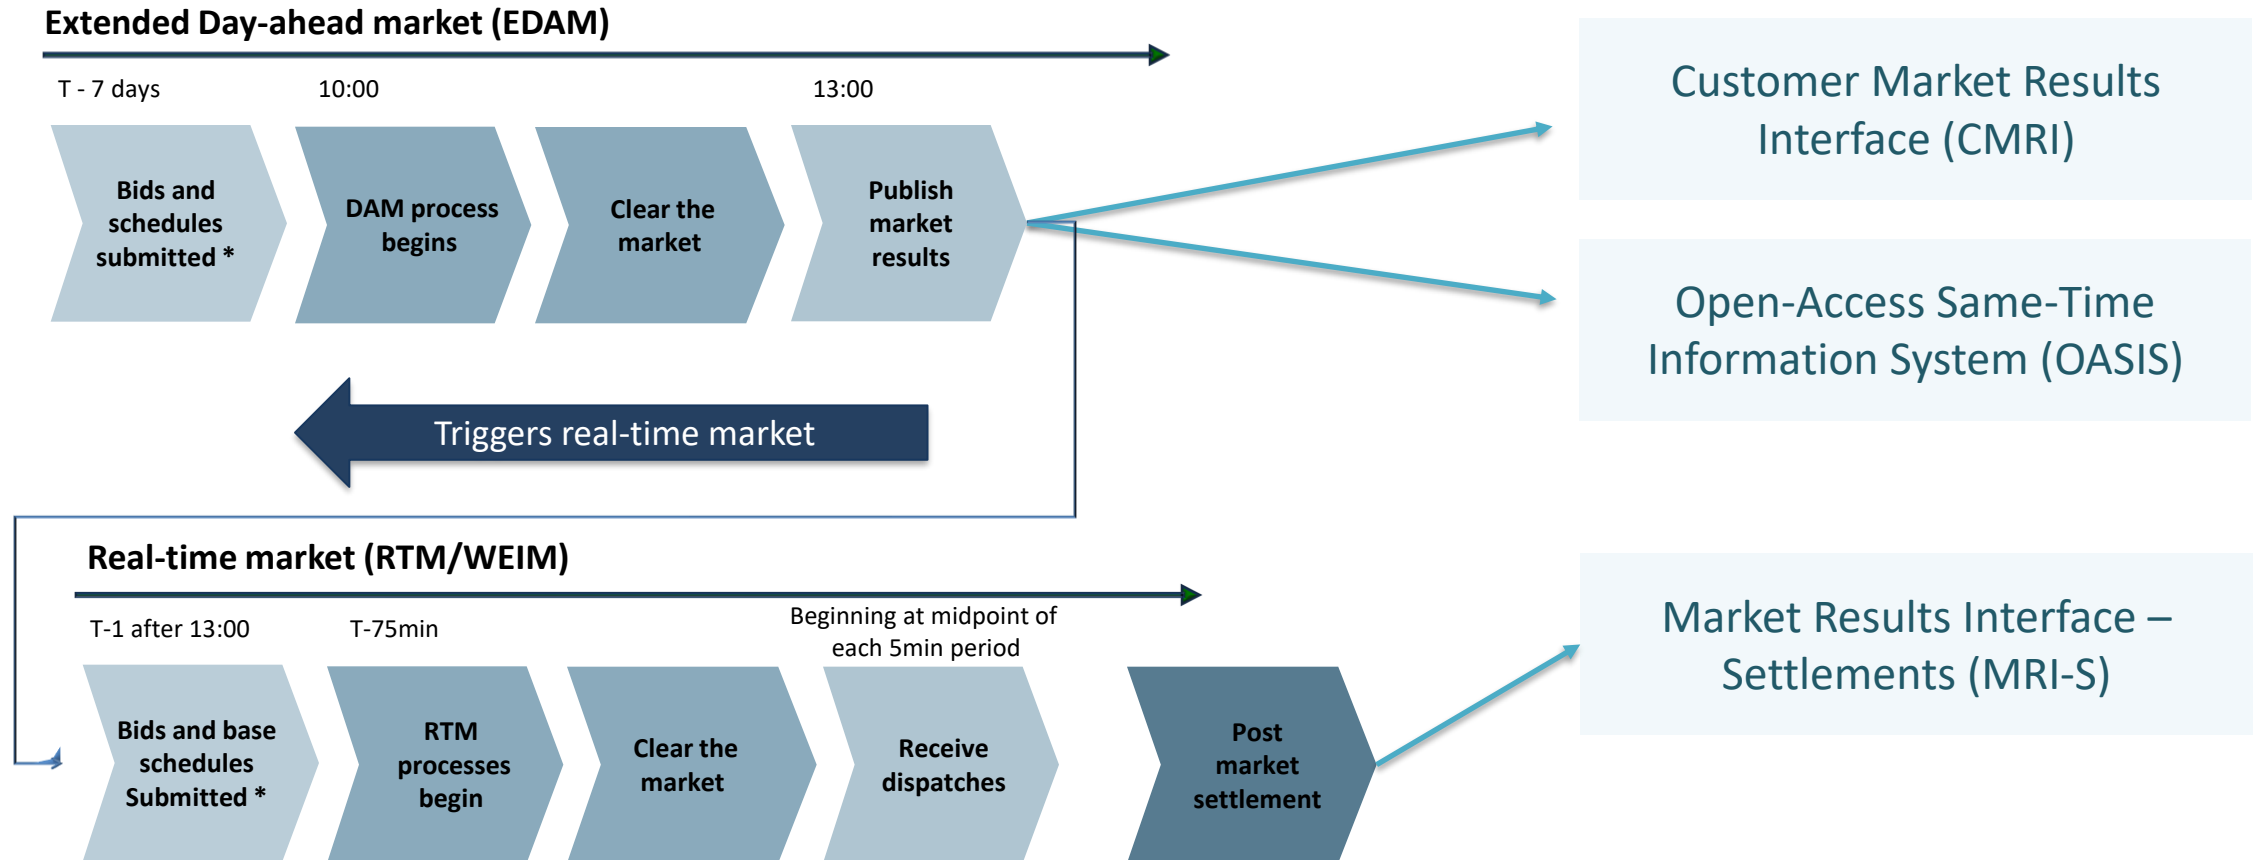 Extended Day-ahead market (EDAM)
T - 7 days
10:00
13:00
Bids and
schedules
submitted *
DAM process
begins
Clear the
market
Publish
market
results
Customer Market Results
Interface (CMRI)
Open-Access Same-Time
Information System (OASIS)
Triggers real-time market
Real-time market (RTM/WEIM)
T-1 after 13:00
T-75min
Beginning at midpoint of
each 5min period
Bids and base
schedules
Submitted *
RTM
processes
begin
Clear the
market
Receive
dispatches
Post
market
settlement
Market Results Interface –
Settlements (MRI-S)